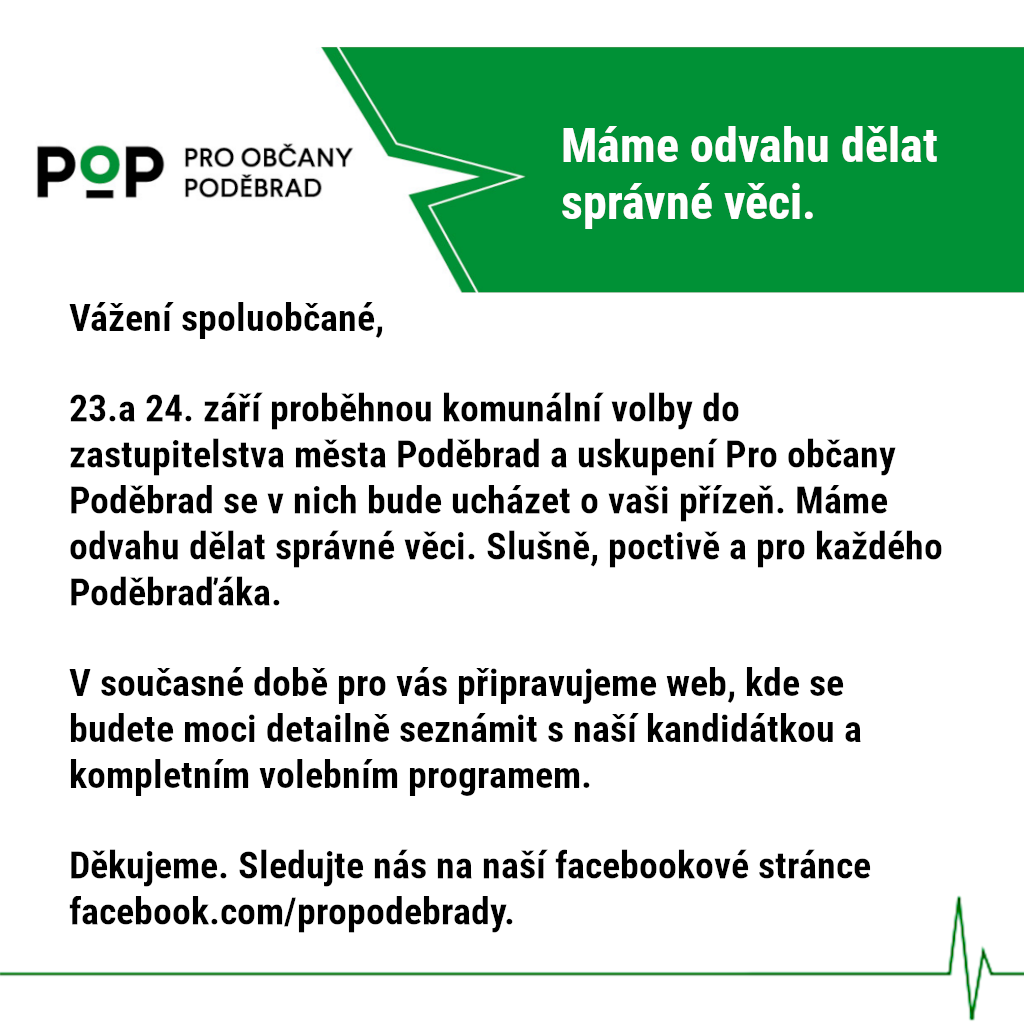 POP PRO OBČANY
PODĚBRAD
Máme odvahu dělat
správné věci.
Vážení spoluobčané,
23.a 24. září proběhnou komunální volby do
zastupitelstva města Poděbrad a uskupení Pro občany
Poděbrad se v nich bude ucházet o vaši přízeň. Máme
odvahu dělat správné věci. Slušně, poctivě a pro každého
Poděbraďáka.
V současné době pro vás připravujeme web, kde se
budete moci detailně seznámit s naší kandidátkou a
kompletním volebním programem.
Děkujeme. Sledujte nás na naší facebookové stránce
facebook.com/propodebrady.